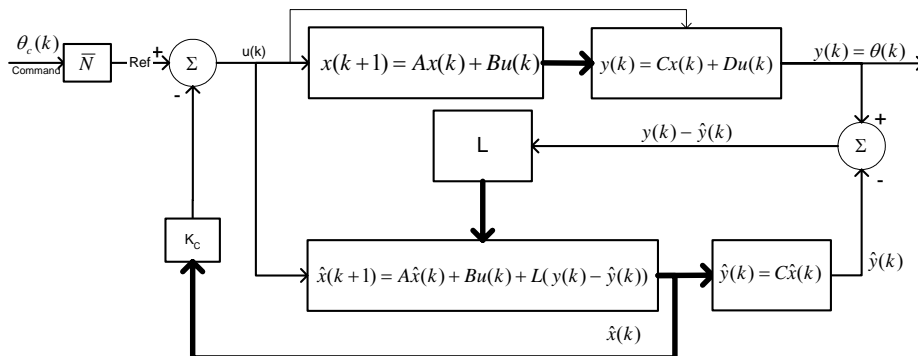 θ_c(k)
Command
N̅
Ref
+
-
Σ
u(k)
x(k+1) = Ax(k) + Bu(k)
y(k) = Cx(k) + Du(k)
y(k) = θ(k)
L
y(k) − ŷ(k)
+
Σ
-
K_C
x̂(k+1) = Ax̂(k) + Bu(k) + L(y(k) − ŷ(k))
ŷ(k) = Cx̂(k)
ŷ(k)
x̂(k)